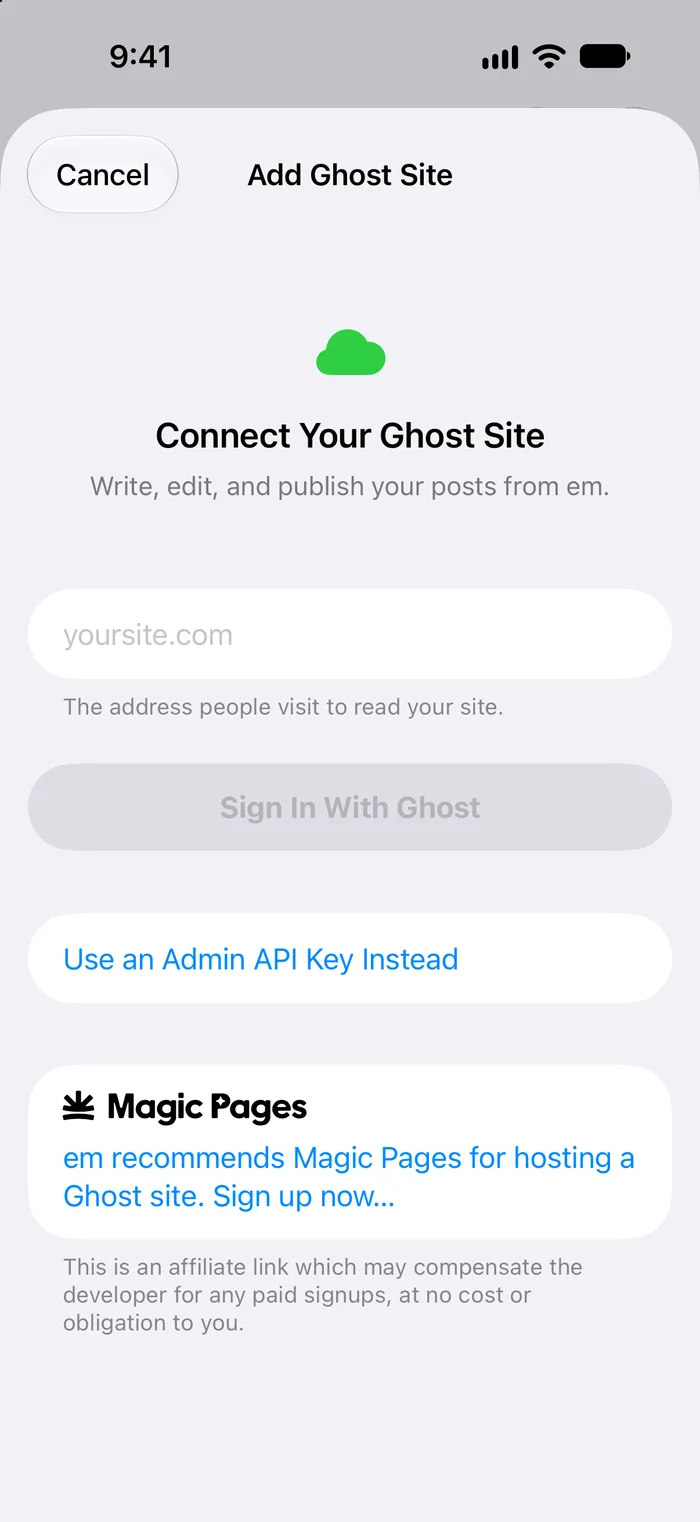 9:41
Cancel
Add Ghost Site
Connect Your Ghost Site
Write, edit, and publish your posts from em.
yoursite.com
The address people visit to read your site.
Sign In With Ghost
Use an Admin API Key Instead
Magic Pages
em recommends Magic Pages for hosting a
Ghost site. Sign up now...
This is an affiliate link which may compensate the
developer for any paid signups, at no cost or
obligation to you.